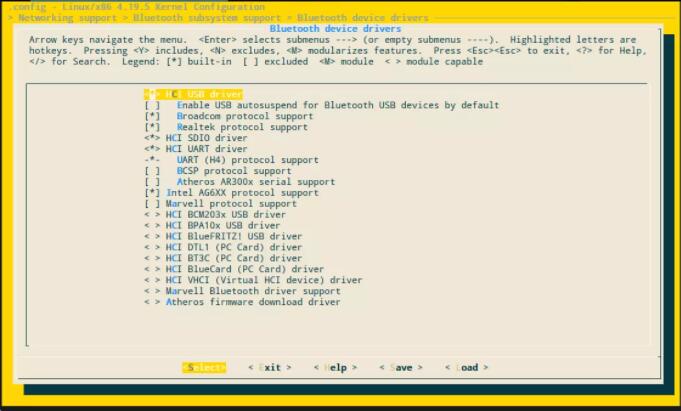 .config - Linux/x86 4.19.5 Kernel Configuration
> Networking support > Bluetooth subsystem support > Bluetooth device drivers
Bluetooth device drivers
Arrow keys navigate the menu.  <Enter> selects submenus ---> (or empty submenus ----).  Highlighted letters are
hotkeys.  Pressing <Y> includes, <N> excludes, <M> modularizes features.  Press <Esc><Esc> to exit, <?> for Help,
</> for Search.  Legend: [*] built-in  [ ] excluded  <M> module  < > module capable
<*> HCI USB driver
[ ]   Enable USB autosuspend for Bluetooth USB devices by default
[*]   Broadcom protocol support
[*]   Realtek protocol support
<*> HCI SDIO driver
<*> HCI UART driver
-*-   UART (H4) protocol support
[ ]   BCSP protocol support
[ ]   Atheros AR300x serial support
[*] Intel AG6XX protocol support
[ ] Marvell protocol support
< > HCI BCM203x USB driver
< > HCI BPA10x USB driver
< > HCI BlueFRITZ! USB driver
< > HCI DTL1 (PC Card) driver
< > HCI BT3C (PC Card) driver
< > HCI BlueCard (PC Card) driver
< > HCI VHCI (Virtual HCI device) driver
< > Marvell Bluetooth driver support
< > Atheros firmware download driver
<Select>    < Exit >    < Help >    < Save >    < Load >